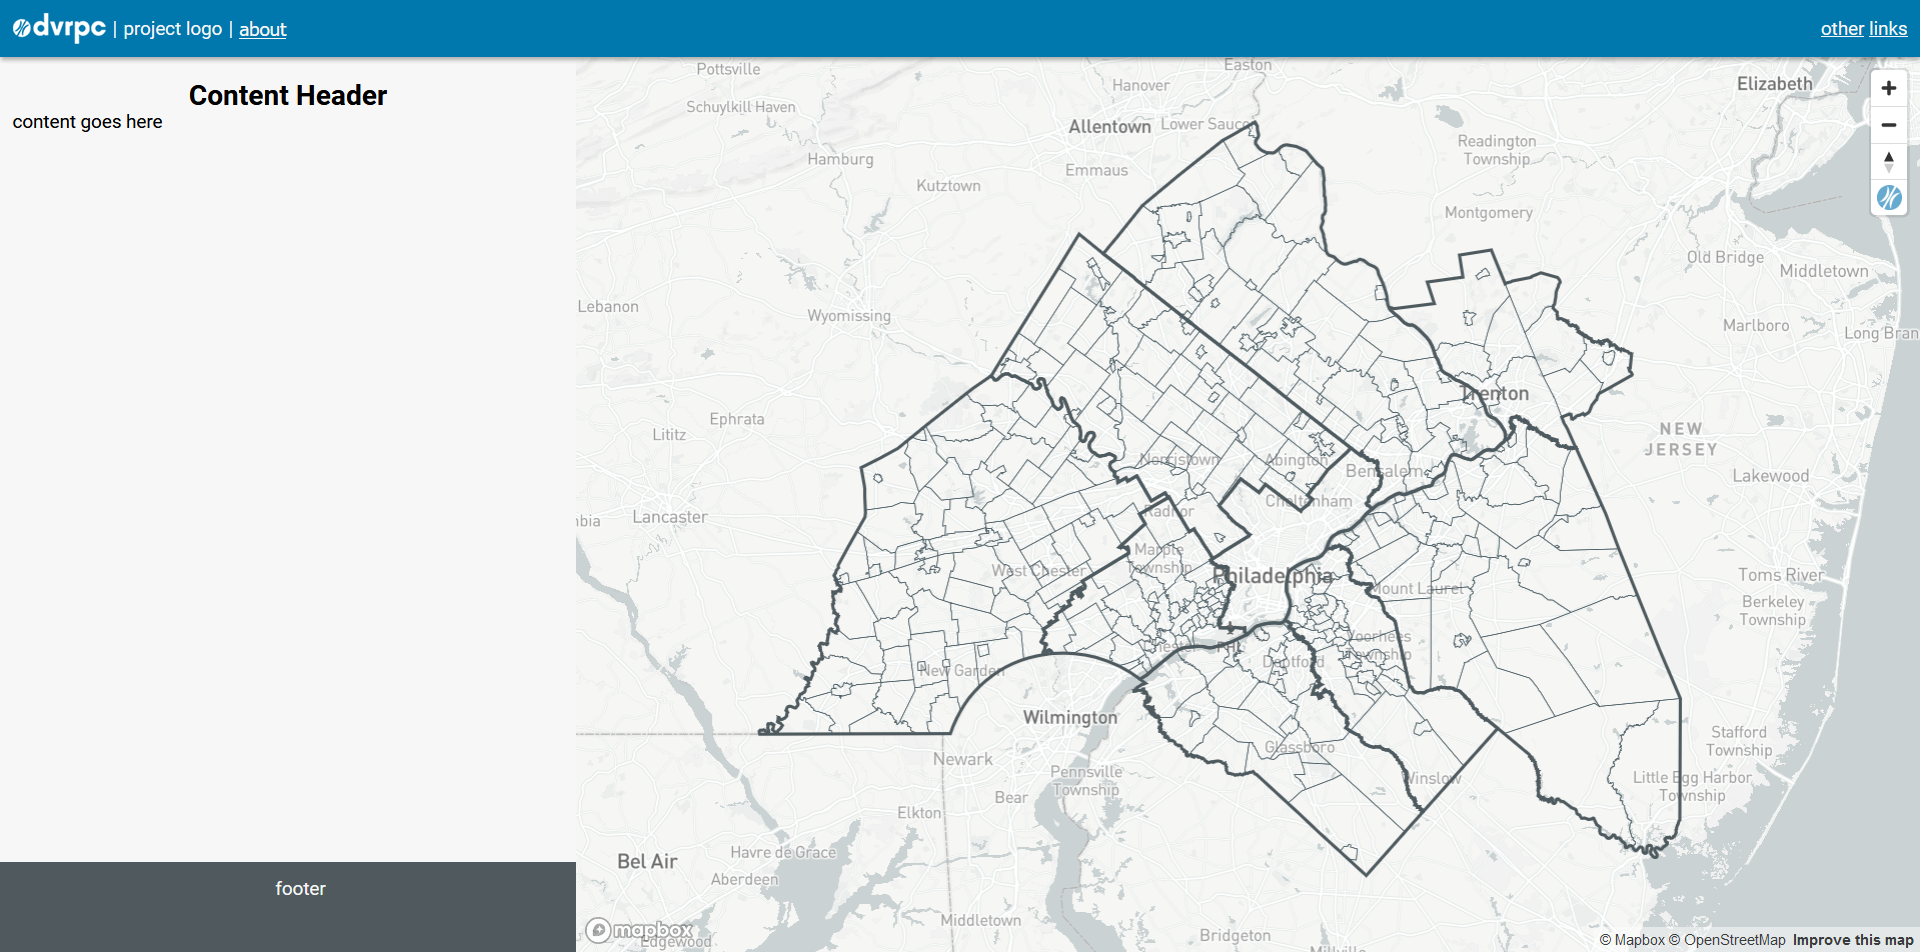 dvrpc | project logo | about
other links
Content Header
content goes here
footer
Pottsville
Easton
Hanover
Elizabeth
Schuylkill Haven
Allentown
Lower Sauco
Readington
Township
Hamburg
Emmaus
Kutztown
Montgomery
Old Bridge
Middletown
Lebanon
Wyomissing
Marlboro
Long Bran
Trenton
Ephrata
Lititz
NEW
JERSEY
Norristown
Abington
Bensalem
Lakewood
Cheltenham
Radnor
bia
Lancaster
Marple
Township
West Chester
Philadelphia
Mount Laurel
Toms River
Berkeley
Township
Voorhees
Township
Chester
PHL
Deptford
New Garden
Wilmington
Glassboro
Stafford
Township
Newark
Pennsville
Township
Winslow
Little Egg Harbor
Township
Bear
Elkton
Bel Air
Havre de Grace
Aberdeen
Middletown
mapbox
Edgewood
Bridgeton
Millville
© Mapbox © OpenStreetMap Improve this map